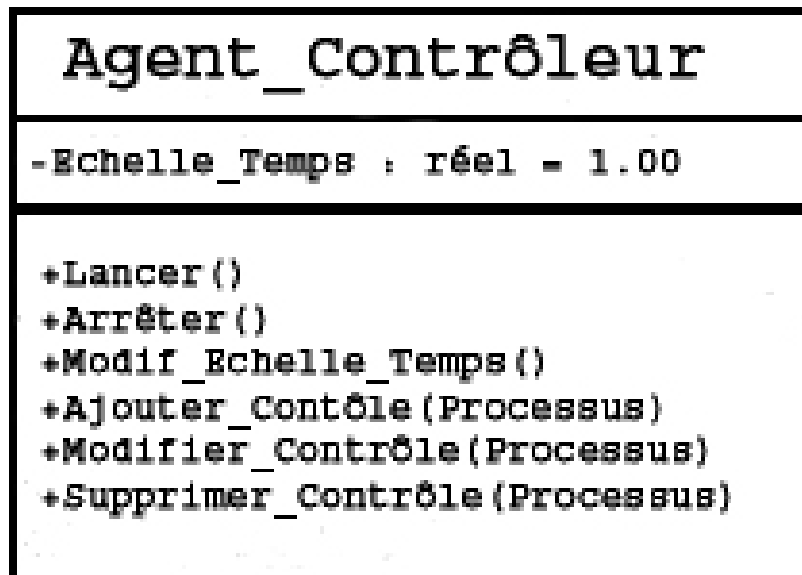 Agent_Contrôleur
-Echelle_Temps : réel = 1.00
+Lancer()
+Arrêter()
+Modif_Echelle_Temps()
+Ajouter_Contôle(Processus)
+Modifier_Contrôle(Processus)
+Supprimer_Contrôle(Processus)